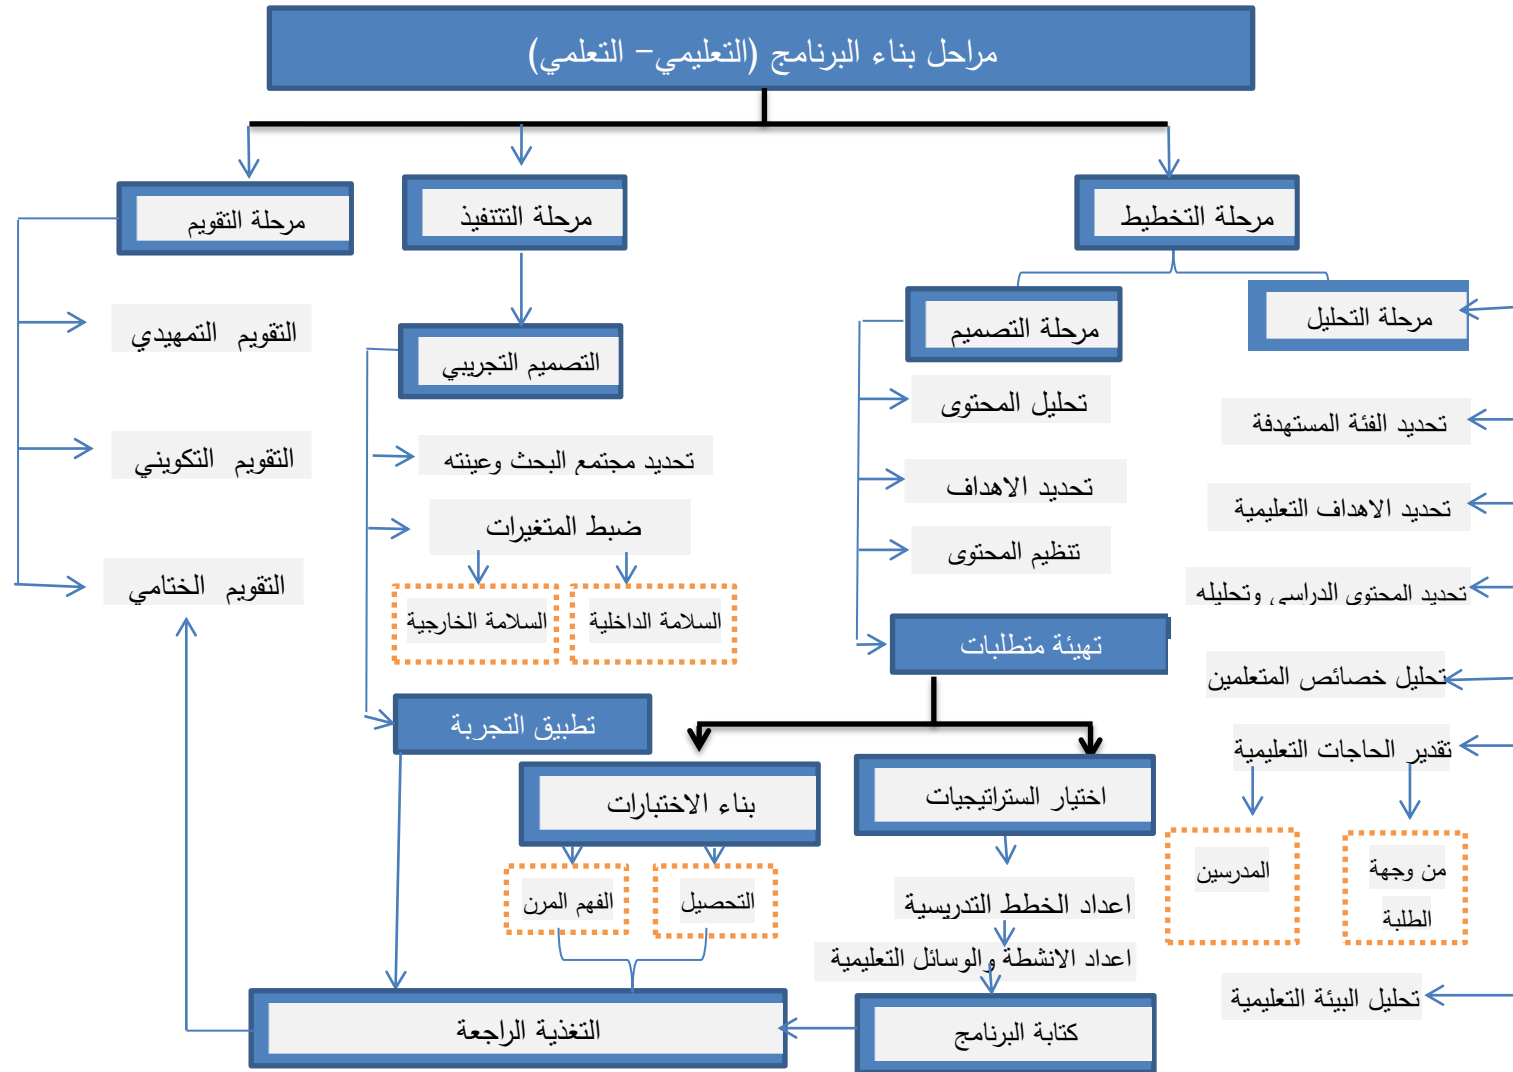 مراحل بناء البرنامج (التعليمي- التعلمي)
مرحلة التخطيط
مرحلة التتنفيذ
مرحلة التقويم
مرحلة التحليل
تحديد الفئة المستهدفة
تحديد الاهداف التعليمية
تحديد المحتوى الدراسي وتحليله
تحليل خصائص المتعلمين
تقدير الحاجات التعليمية
من وجهة
الطلبة
المدرسين
تحليل البيئة التعليمية
مرحلة التصميم
تحليل المحتوى
تحديد الاهداف
تنظيم المحتوى
تهيئة متطلبات
اختيار الستراتيجيات
اعداد الخطط التدريسية
اعداد الانشطة والوسائل التعليمية
كتابة البرنامج
بناء الاختبارات
التحصيل
الفهم المرن
التغذية الراجعة
التصميم التجريبي
تحديد مجتمع البحث وعينته
ضبط المتغيرات
السلامة الداخلية
السلامة الخارجية
تطبيق التجربة
التقويم التمهيدي
التقويم التكويني
التقويم الختامي